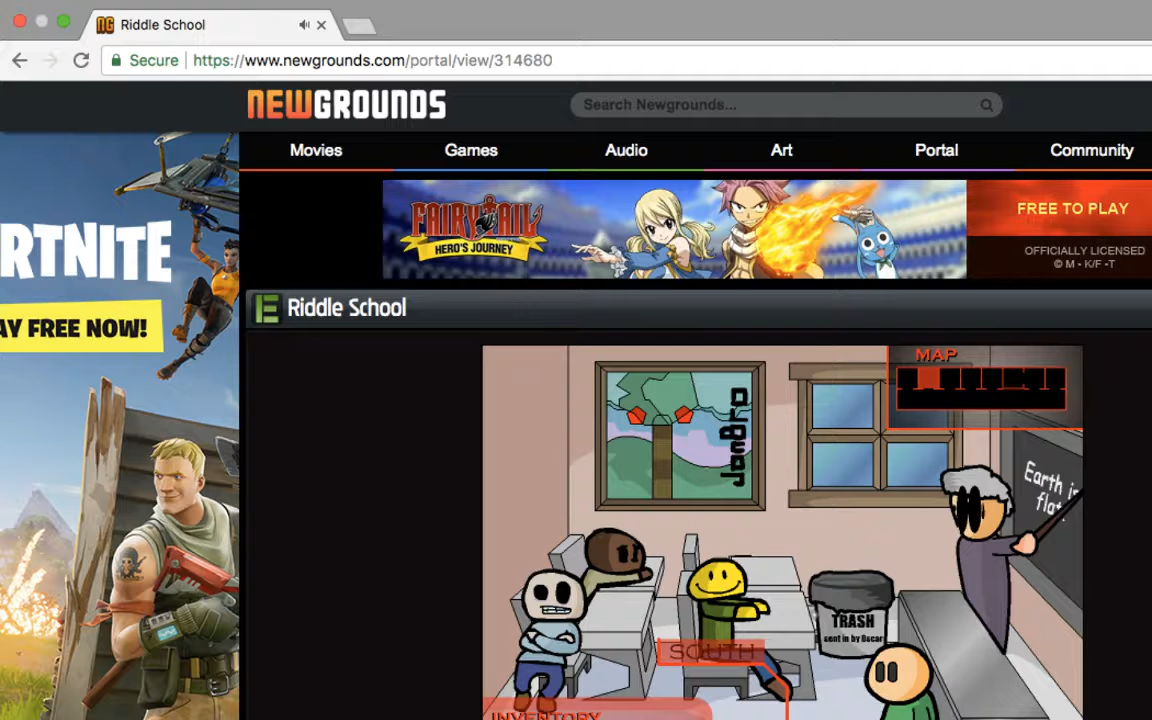 Riddle School
Secure
https://www.newgrounds.com/portal/view/314680
NEWGROUNDS
Search Newgrounds...
Movies
Games
Audio
Art
Portal
Community
RTNITE
AY FREE NOW!
FAIRY TAIL
HERO'S JOURNEY
FREE TO PLAY
OFFICIALLY LICENSED
© M - K/F -T
E
Riddle School
MAP
Earth is
flat.
TRASH
sent in by Oscar
SOUTH
INVENTORY